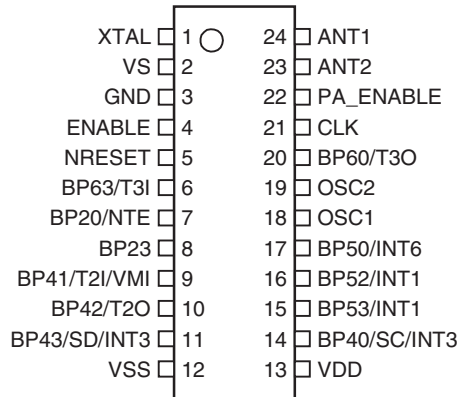 XTAL 1 24 ANT1
VS 2 23 ANT2
GND 3 22 PA_ENABLE
ENABLE 4 21 CLK
NRESET 5 20 BP60/T3O
BP63/T3I 6 19 OSC2
BP20/NTE 7 18 OSC1
BP23 8 17 BP50/INT6
BP41/T2I/VMI 9 16 BP52/INT1
BP42/T2O 10 15 BP53/INT1
BP43/SD/INT3 11 14 BP40/SC/INT3
VSS 12 13 VDD